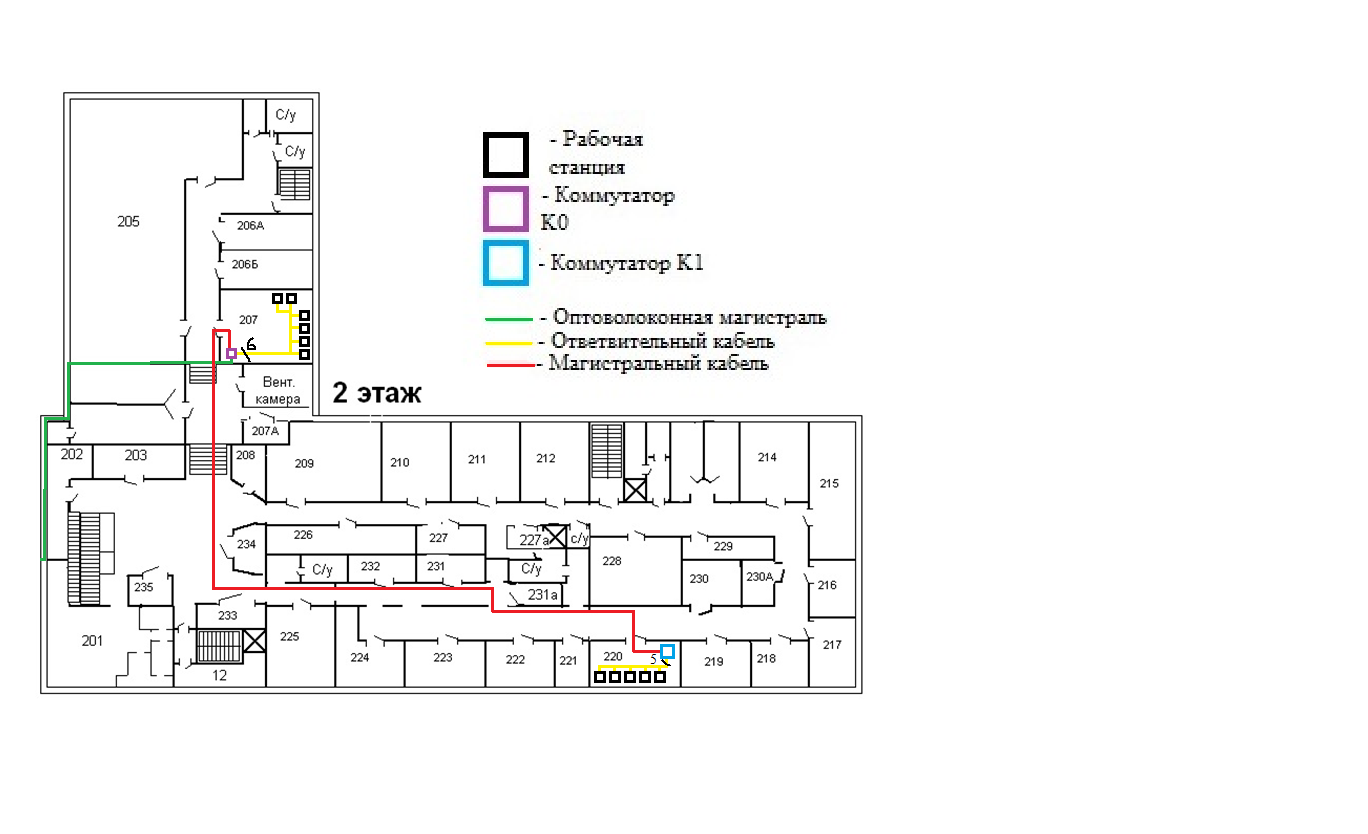 С/у
- Рабочая
С/у
станция
- Коммутатор
205
206А
К0
206Б
- Коммутатор К1
207
- Оптоволоконная магистраль
6
- Ответвительный кабель
- Магистральный кабель
Вент.
камера
2 этаж
207А
202
203
208
209
210
211
212
214
215
234
226
227
227а
с/у
228
229
С/у
232
231
С/у
230
230А
216
235
231а
233
201
225
224
223
222
221
220
5
219
218
217
12